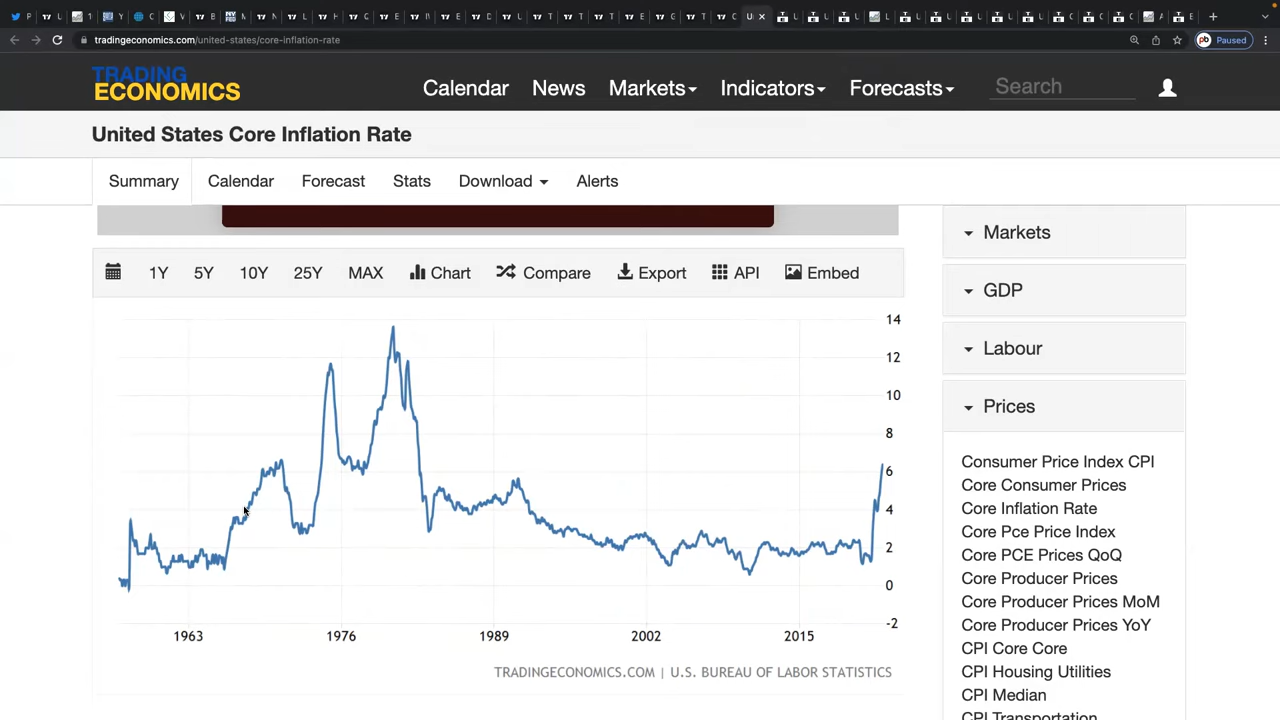 tradingeconomics.com/united-states/core-inflation-rate
Paused
TRADING
ECONOMICS
Calendar News Markets Indicators Forecasts Search
United States Core Inflation Rate
Summary Calendar Forecast Stats Download Alerts
1Y 5Y 10Y 25Y MAX Chart Compare Export API Embed
Markets
GDP
Labour
Prices
Consumer Price Index CPI
Core Consumer Prices
Core Inflation Rate
Core Pce Price Index
Core PCE Prices QoQ
Core Producer Prices
Core Producer Prices MoM
Core Producer Prices YoY
CPI Core Core
CPI Housing Utilities
CPI Median
CPI Transportation
14
12
10
8
6
4
2
0
-2
1963 1976 1989 2002 2015
TRADINGECONOMICS.COM | U.S. BUREAU OF LABOR STATISTICS